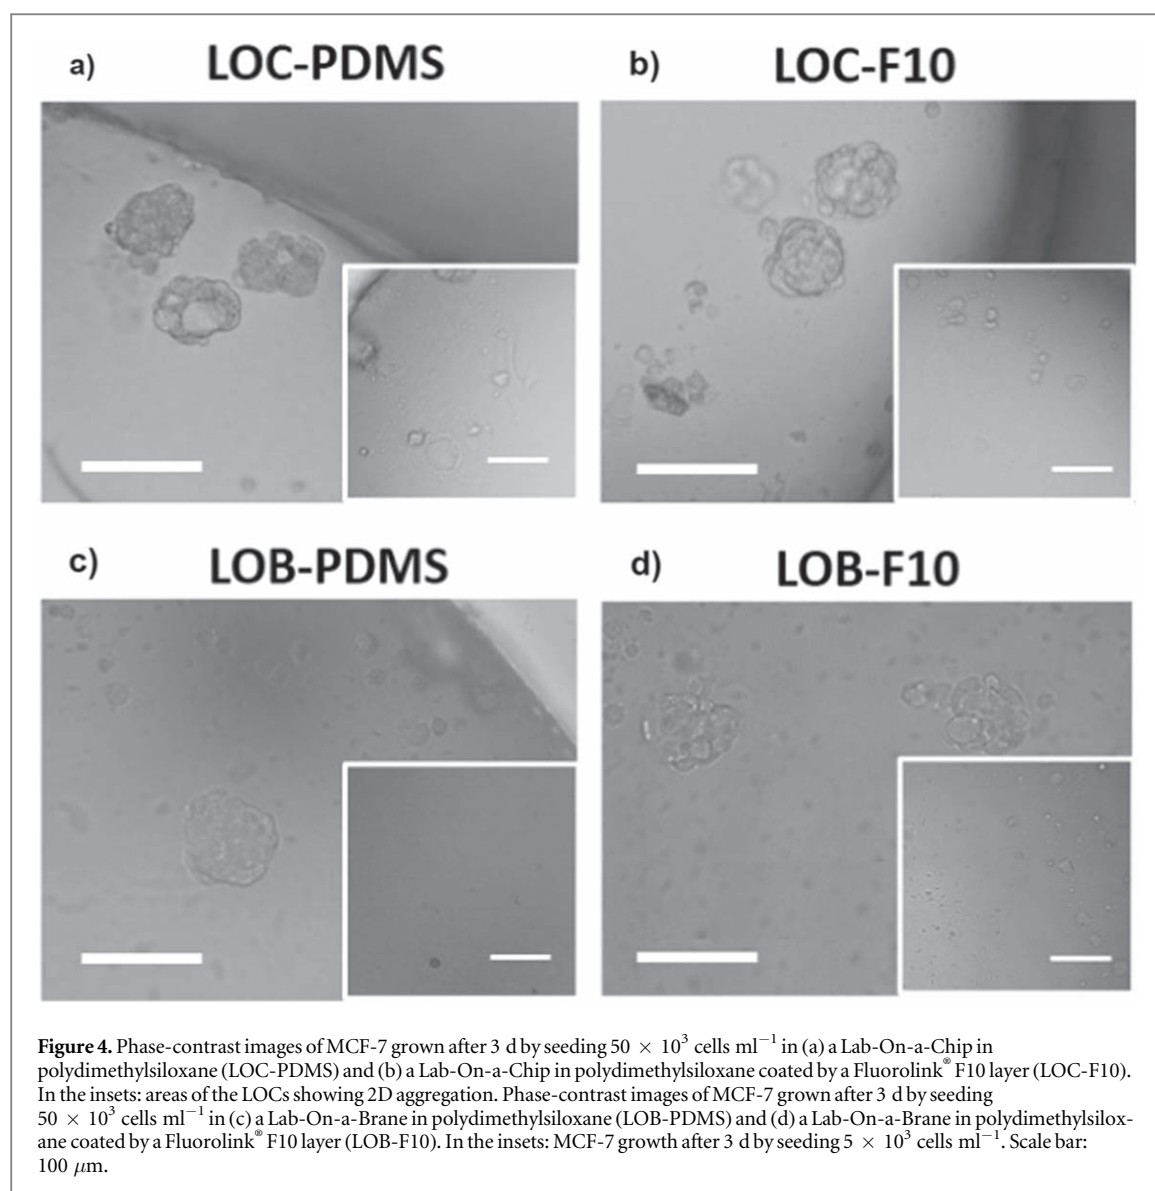 a) LOC-PDMS
b) LOC-F10
c) LOB-PDMS
d) LOB-F10
Figure 4. Phase-contrast images of MCF-7 grown after 3 d by seeding 50 × 10³ cells ml⁻¹ in (a) a Lab-On-a-Chip in
polydimethylsiloxane (LOC-PDMS) and (b) a Lab-On-a-Chip in polydimethylsiloxane coated by a Fluorolink® F10 layer (LOC-F10).
In the insets: areas of the LOCs showing 2D aggregation. Phase-contrast images of MCF-7 grown after 3 d by seeding
50 × 10³ cells ml⁻¹ in (c) a Lab-On-a-Brane in polydimethylsiloxane (LOB-PDMS) and (d) a Lab-On-a-Brane in polydimethylsilox-
ane coated by a Fluorolink® F10 layer (LOB-F10). In the insets: MCF-7 growth after 3 d by seeding 5 × 10³ cells ml⁻¹. Scale bar:
100 μm.